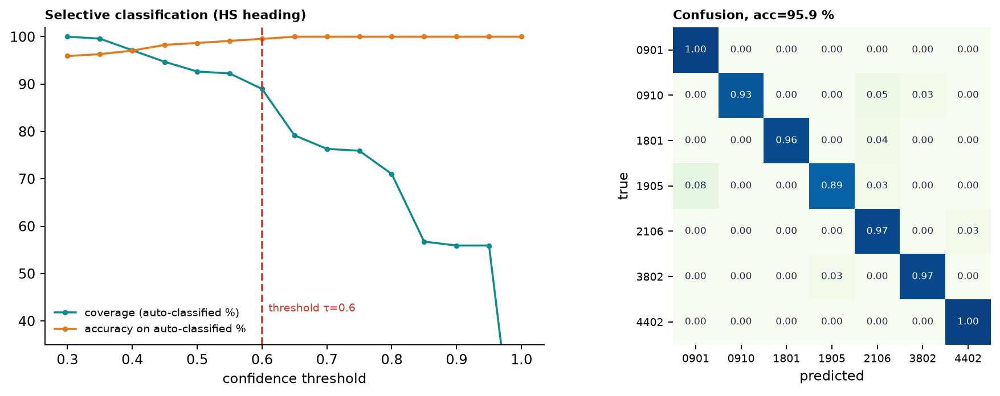 Selective classification (HS heading)
100
90
80
70
60
50
40
coverage (auto-classified %)
accuracy on auto-classified %
threshold τ=0.6
0.3 0.4 0.5 0.6 0.7 0.8 0.9 1.0
confidence threshold
Confusion, acc=95.9 %
true
0901 1.00 0.00 0.00 0.00 0.00 0.00 0.00
0910 0.00 0.93 0.00 0.00 0.05 0.03 0.00
1801 0.00 0.00 0.96 0.00 0.04 0.00 0.00
1905 0.08 0.00 0.00 0.89 0.03 0.00 0.00
2106 0.00 0.00 0.00 0.00 0.97 0.00 0.03
3802 0.00 0.00 0.00 0.03 0.00 0.97 0.00
4402 0.00 0.00 0.00 0.00 0.00 0.00 1.00
0901 0910 1801 1905 2106 3802 4402
predicted